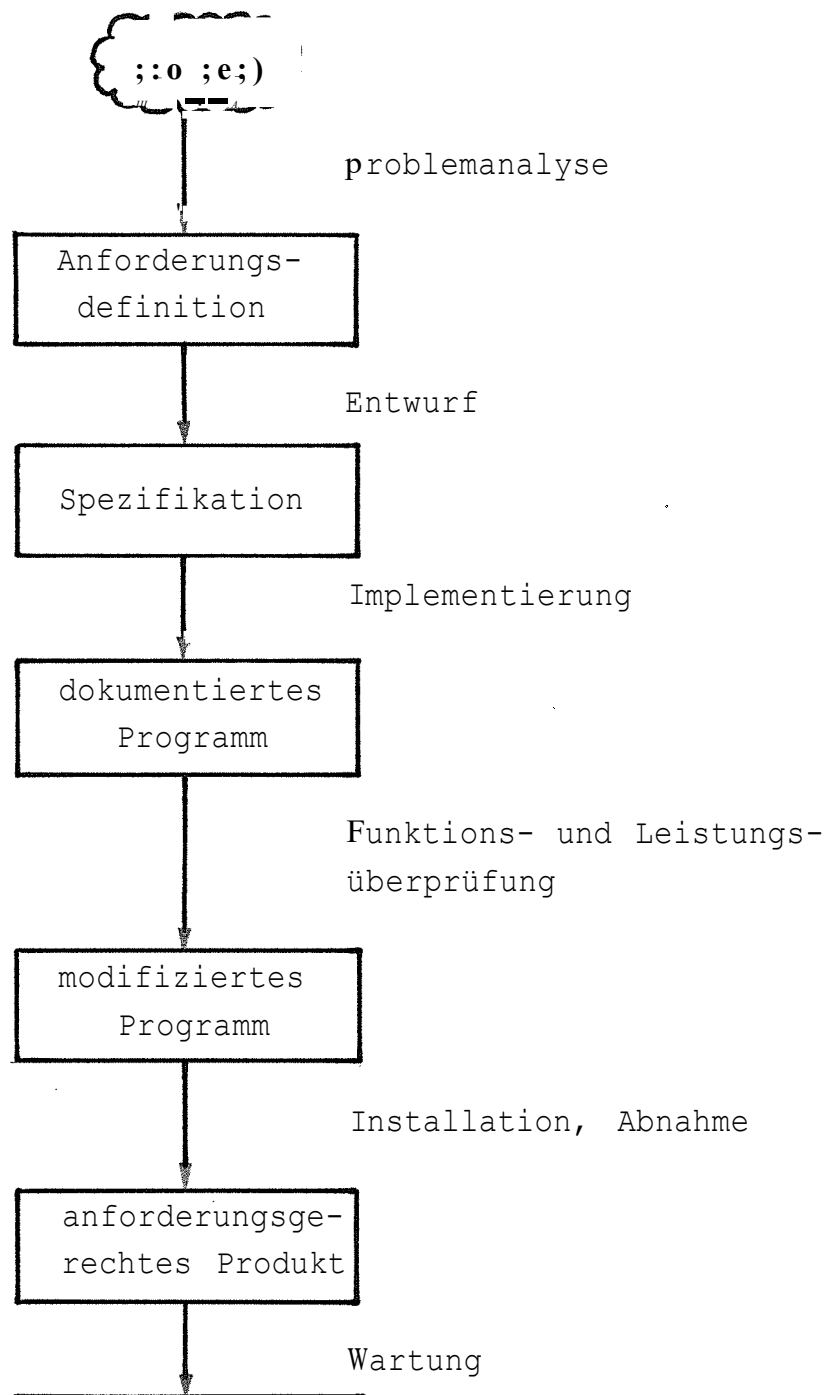 problemanalyse
Anforderungs-
definition
Entwurf
Spezifikation
Implementierung
dokumentiertes
Programm
Funktions- und Leistungs-
überprüfung
modifiziertes
Programm
Installation, Abnahme
anforderungsge-
rechtes Produkt
Wartung